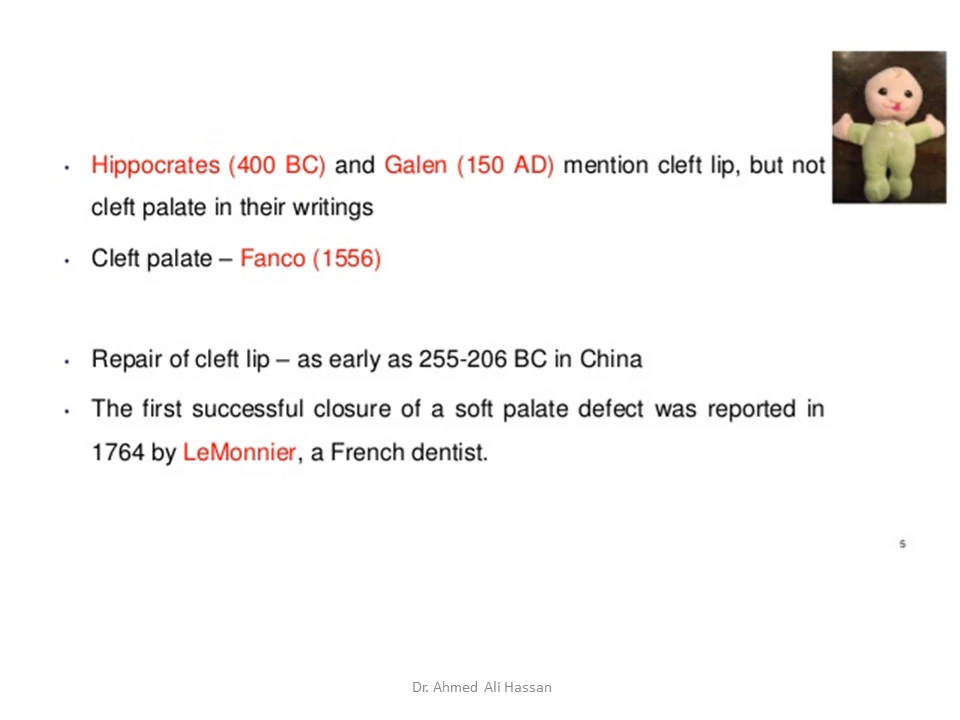 • Hippocrates (400 BC) and Galen (150 AD) mention cleft lip, but not
cleft palate in their writings
• Cleft palate – Fanco (1556)
• Repair of cleft lip – as early as 255-206 BC in China
• The first successful closure of a soft palate defect was reported in
1764 by LeMonnier, a French dentist.
5
Dr. Ahmed Ali Hassan